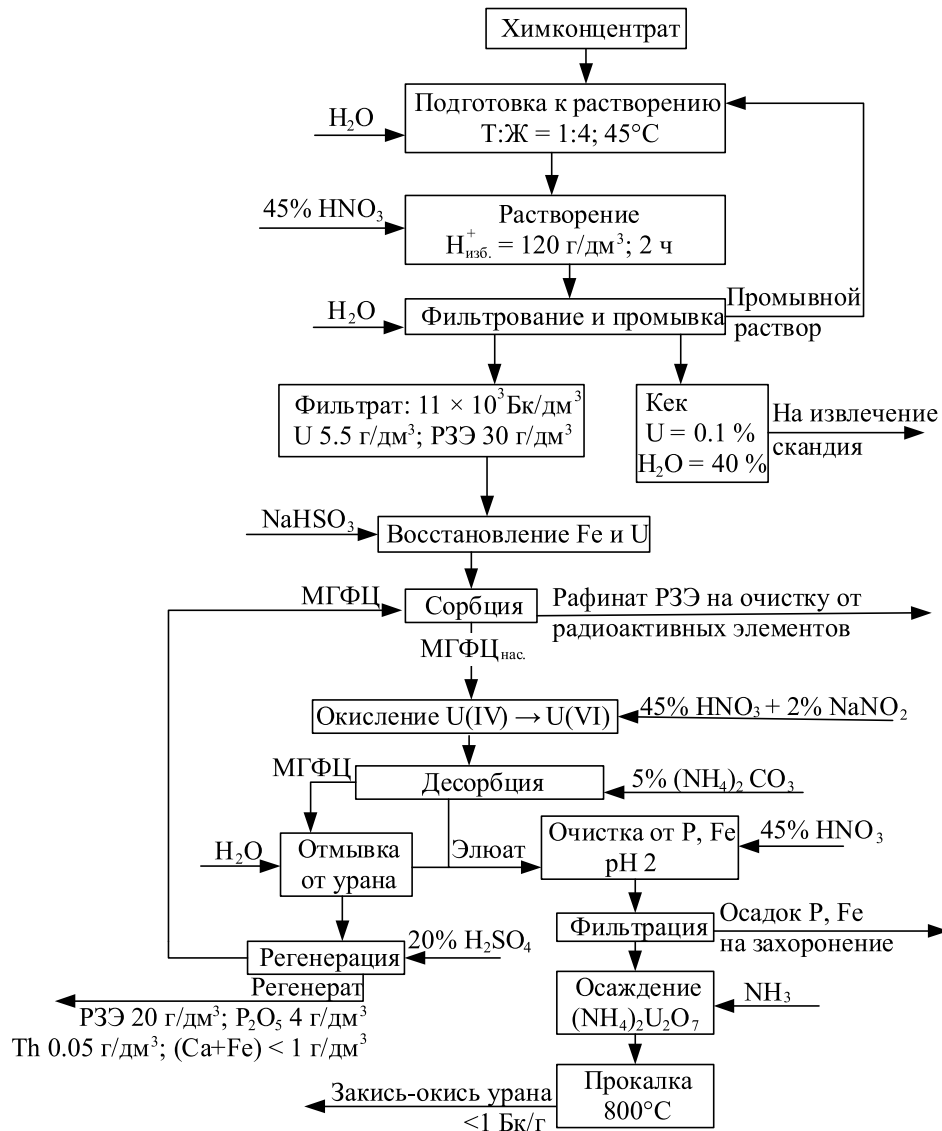 Химконцентрат
Подготовка к растворению
Т:Ж = 1:4; 45°C
H₂O
45% HNO₃
Растворение
H⁺изб. = 120 г/дм³; 2 ч
H₂O
Фильтрование и промывка
Промывной
раствор
Фильтрат: 11 × 10³ Бк/дм³
U 5.5 г/дм³; РЗЭ 30 г/дм³
Кек
U = 0.1 %
H₂O = 40 %
На извлечение
скандия
NaHSO₃
Восстановление Fe и U
МГФЦ
Сорбция
Рафинат РЗЭ на очистку от
радиоактивных элементов
МГФЦнас.
Окисление U(IV) → U(VI)
45% HNO₃ + 2% NaNO₂
МГФЦ
Десорбция
5% (NH₄)₂ CO₃
H₂O
Отмывка
от урана
Элюат
Очистка от P, Fe
pH 2
45% HNO₃
Фильтрация
Осадок P, Fe
на захоронение
Регенерация
20% H₂SO₄
Регенерат
РЗЭ 20 г/дм³; P₂O₅ 4 г/дм³
Th 0.05 г/дм³; (Ca+Fe) < 1 г/дм³
Осаждение
(NH₄)₂U₂O₇
NH₃
Прокалка
800°C
Закись-окись урана
<1 Бк/г